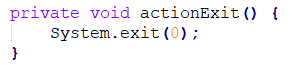 private void actionExit() {
    System.exit(0);
}